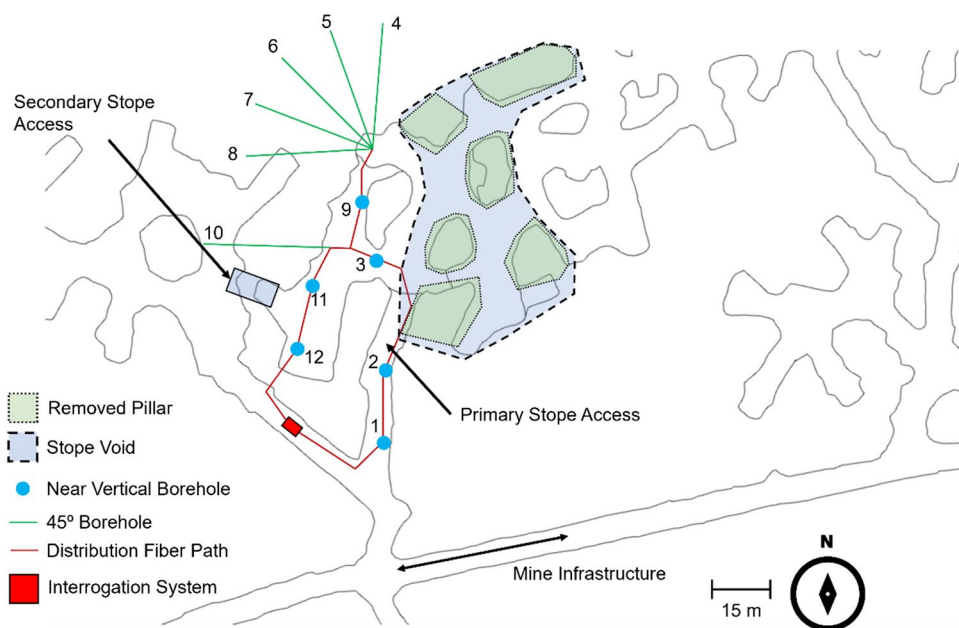 4
5
6
7
8
Secondary Stope
Access
9
10
3
11
12
2
Primary Stope Access
1
Removed Pillar
Stope Void
Near Vertical Borehole
45º Borehole
Distribution Fiber Path
Interrogation System
Mine Infrastructure
15 m
N